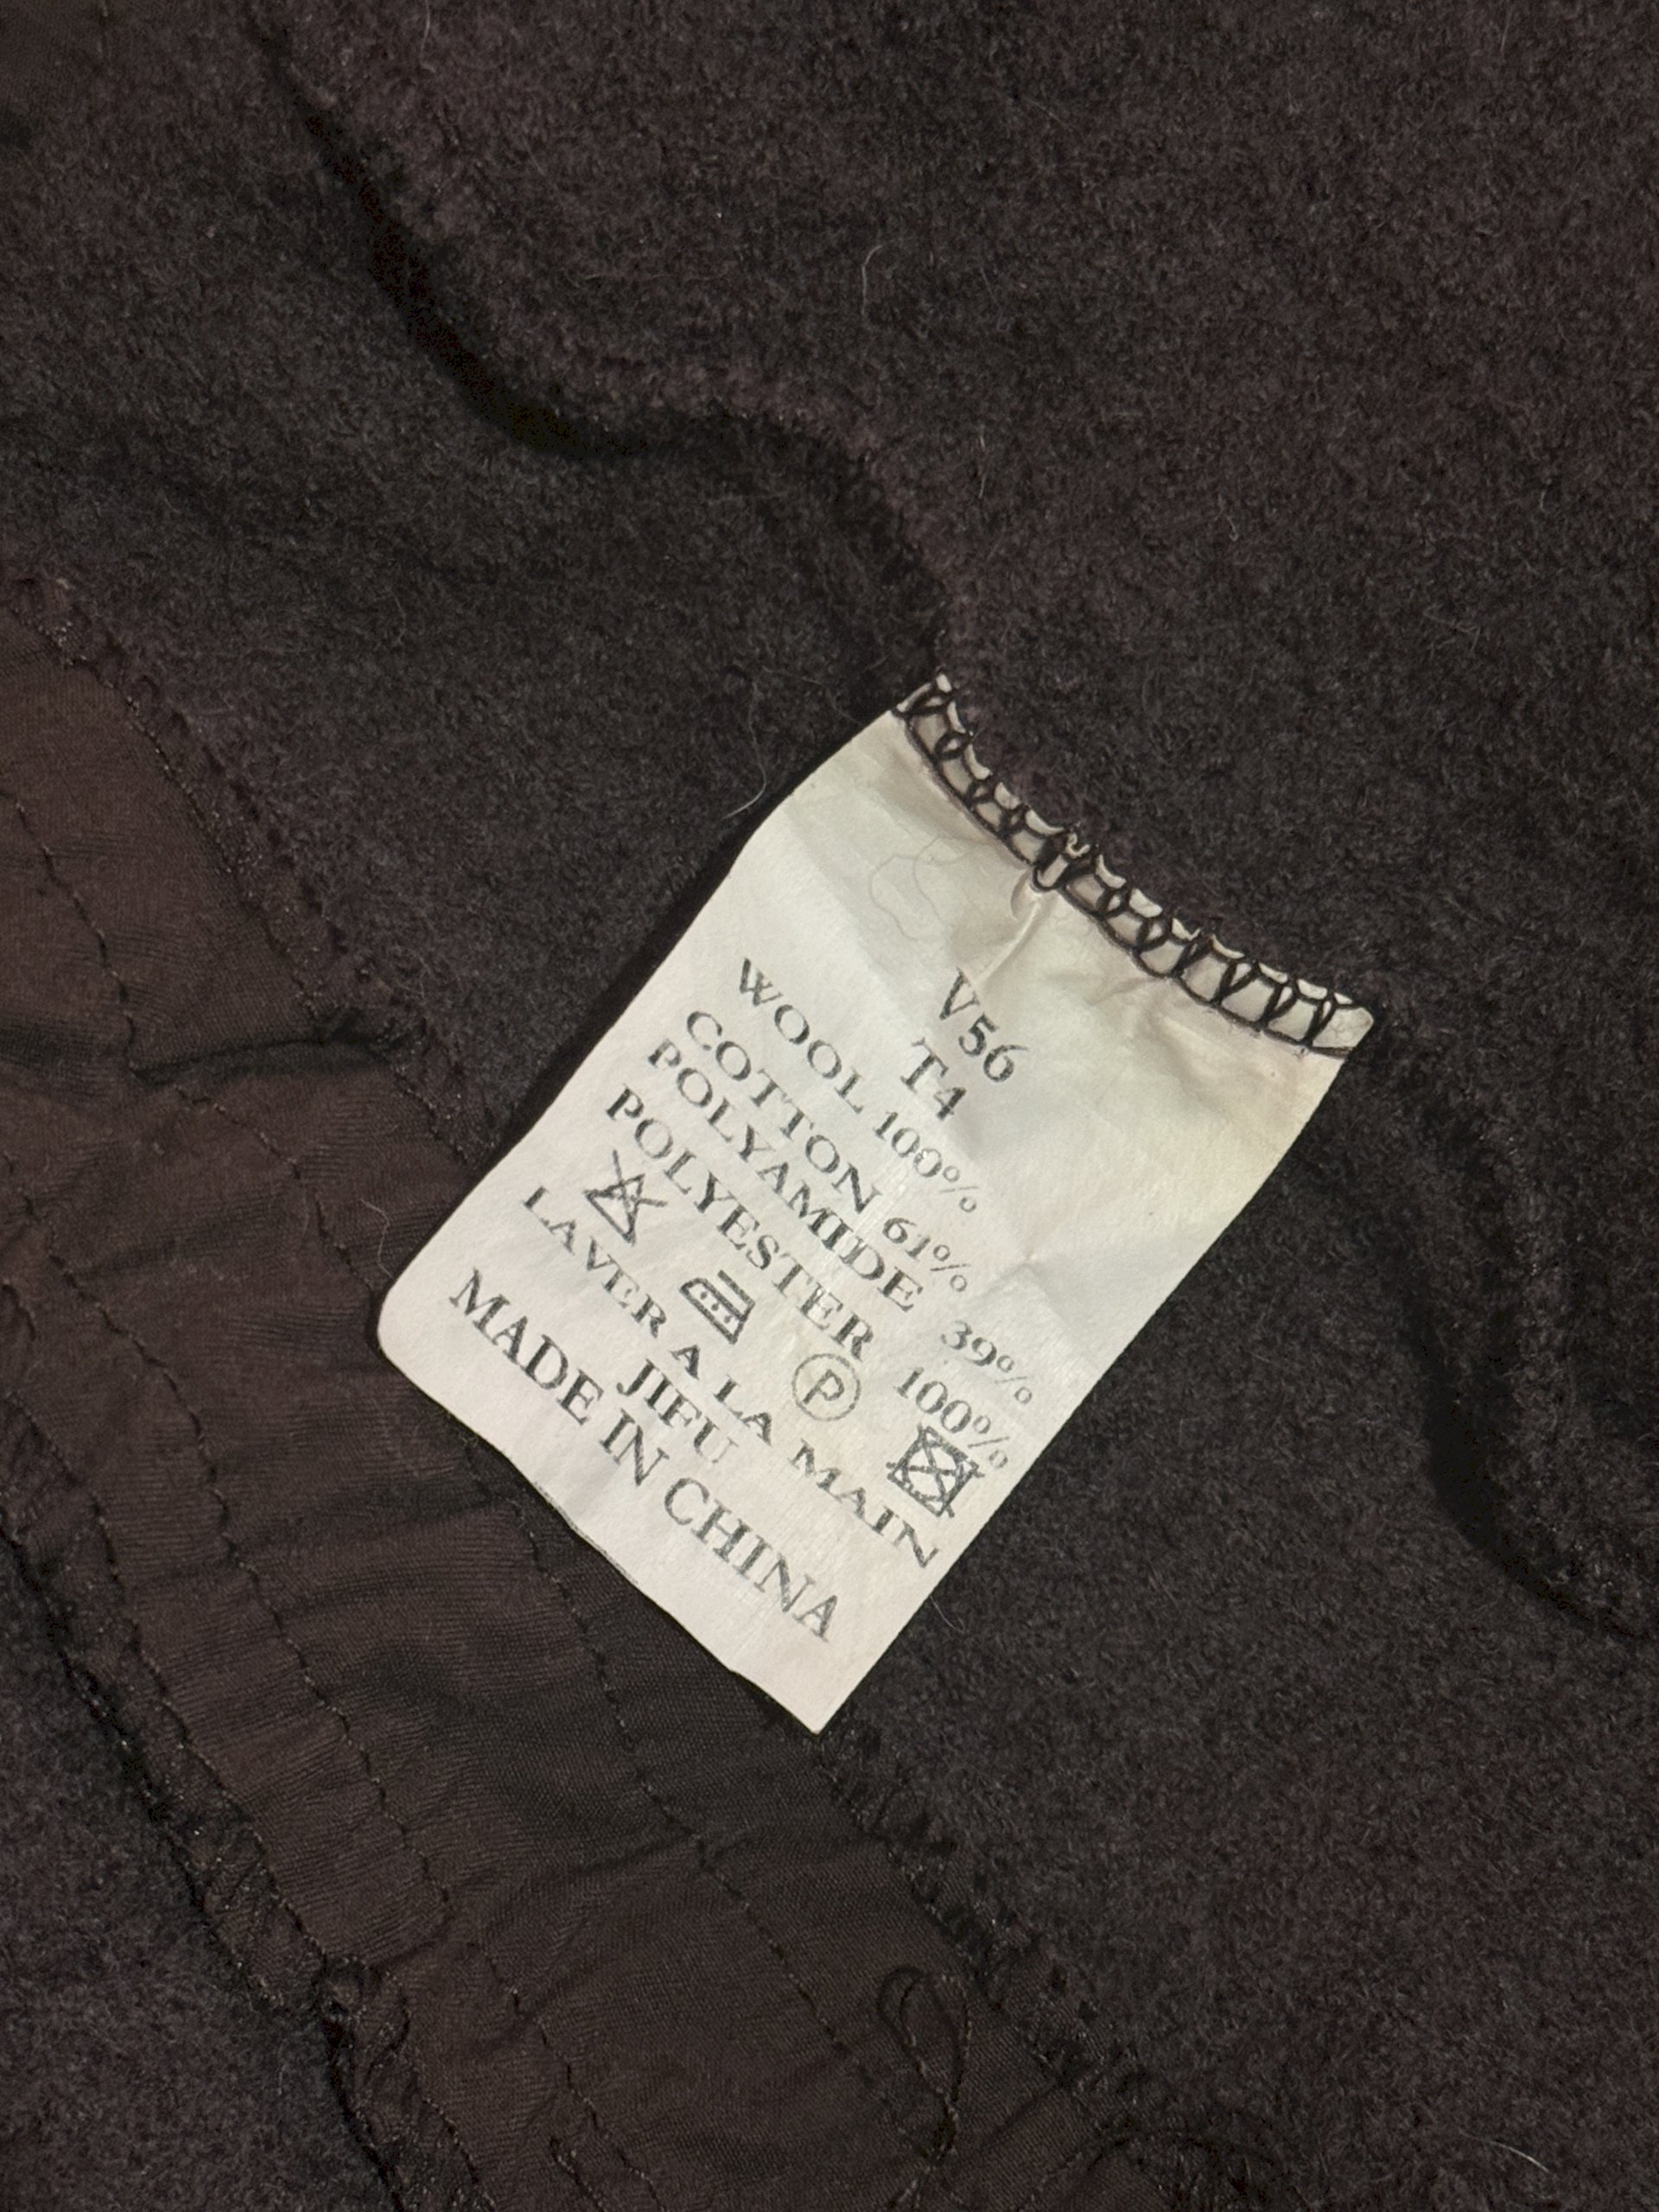 V56
T4
WOOL 100%
COTTON 61%
POLYAMIDE 39%
POLYESTER 100%
P
LAVER A LA MAIN
JIFU
MADE IN CHINA